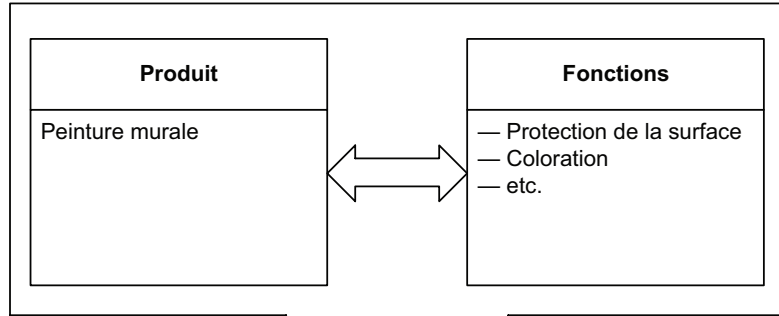 Produit
Peinture murale
Fonctions
— Protection de la surface
— Coloration
— etc.